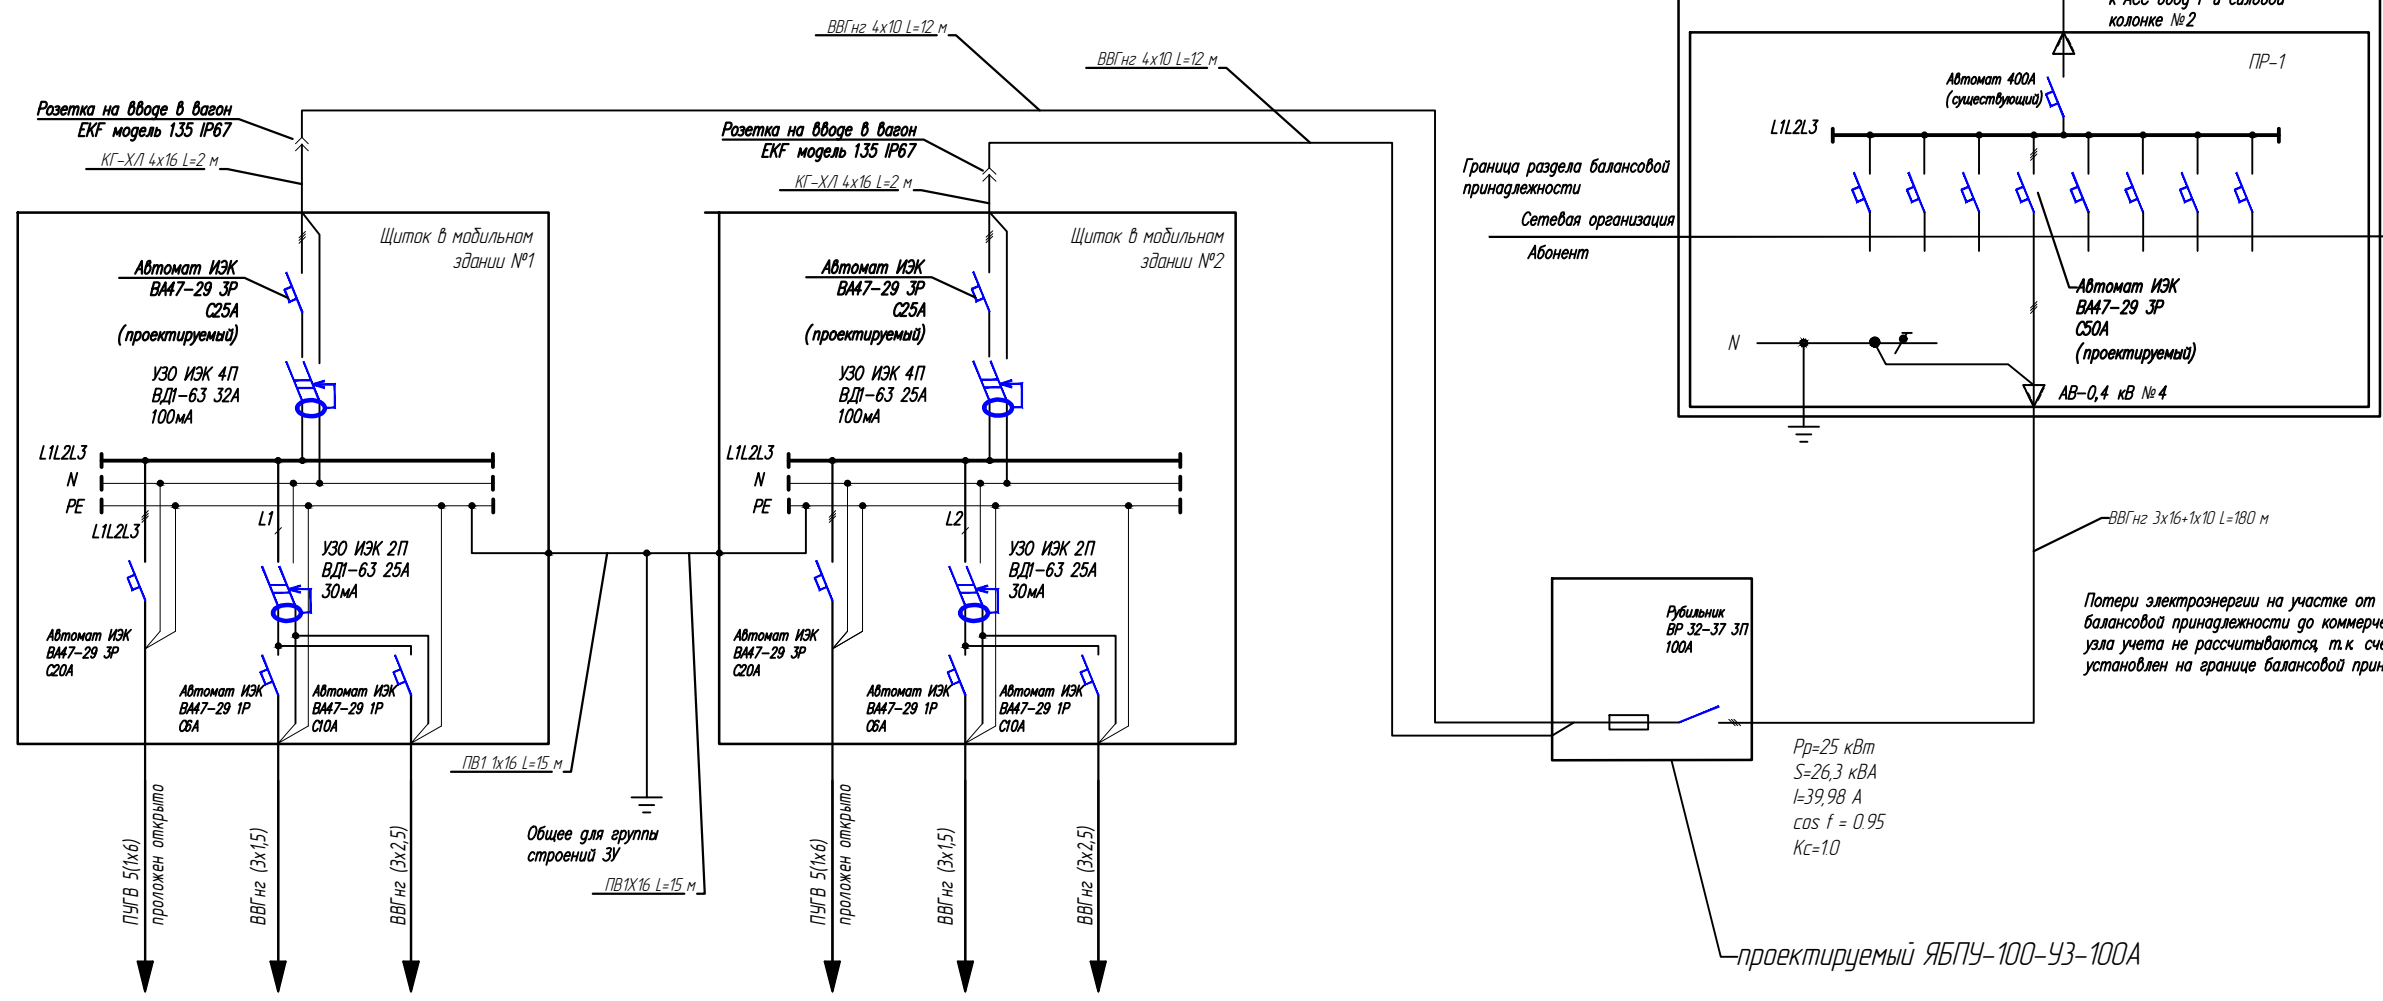 ВВГнг 4х10 L=12 м
ВВГнг 4х10 L=12 м
Розетка на вводе в вагон
EKF модель 135 IP67
КГ-ХЛ 4х16 L=2 м
Розетка на вводе в вагон
EKF модель 135 IP67
КГ-ХЛ 4х16 L=2 м
Щиток в мобильном
здании №1
Автомат ИЭК
ВА47-29 3Р
С25А
(проектируемый)
УЗО ИЭК 4П
ВД1-63 32А
100мА
L1L2L3
N
PE
L1L2L3
L1
УЗО ИЭК 2П
ВД1-63 25А
30мА
Автомат ИЭК
ВА47-29 3Р
С20А
Автомат ИЭК
ВА47-29 1Р
С6А
Автомат ИЭК
ВА47-29 1Р
С10А
ПУГВ 5(1х6)
проложен открыто
ВВГнг (3х1,5)
ВВГнг (3х2,5)
ПВ1 1х16 L=15 м
Общее для группы
строений ЗУ
ПВ1Х16 L=15 м
Щиток в мобильном
здании №2
Автомат ИЭК
ВА47-29 3Р
С25А
(проектируемый)
УЗО ИЭК 4П
ВД1-63 25А
100мА
L1L2L3
N
PE
L2
УЗО ИЭК 2П
ВД1-63 25А
30мА
Автомат ИЭК
ВА47-29 3Р
С20А
Автомат ИЭК
ВА47-29 1Р
С6А
Автомат ИЭК
ВА47-29 1Р
С10А
ПУГВ 5(1х6)
проложен открыто
ВВГнг (3х1,5)
ВВГнг (3х2,5)
колонке №2
ПР-1
Автомат 400А
(существующий)
L1L2L3
Граница раздела балансовой
принадлежности
Сетевая организация
Абонент
Автомат ИЭК
ВА47-29 3Р
С50А
(проектируемый)
N
АВ-0,4 кВ №4
ВВГнг 3х16+1х10 L=180 м
Рубильник
ВР 32-37 3П
100А
Потери электроэнергии на участке от
балансовой принадлежности до коммерче
узла учета не рассчитываются, т.к. сче
установлен на границе балансовой прин
Рр=25 кВт
S=26,3 кВА
I=39,98 А
cos f = 0.95
Кс=1.0
проектируемый ЯБПУ-100-У3-100А